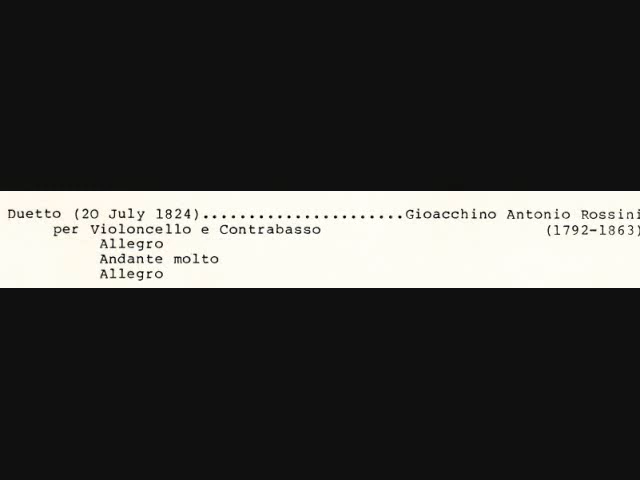 Duetto (20 July 1824)......................Gioacchino Antonio Rossini
per Violoncello e Contrabasso (1792-1863)
Allegro
Andante molto
Allegro